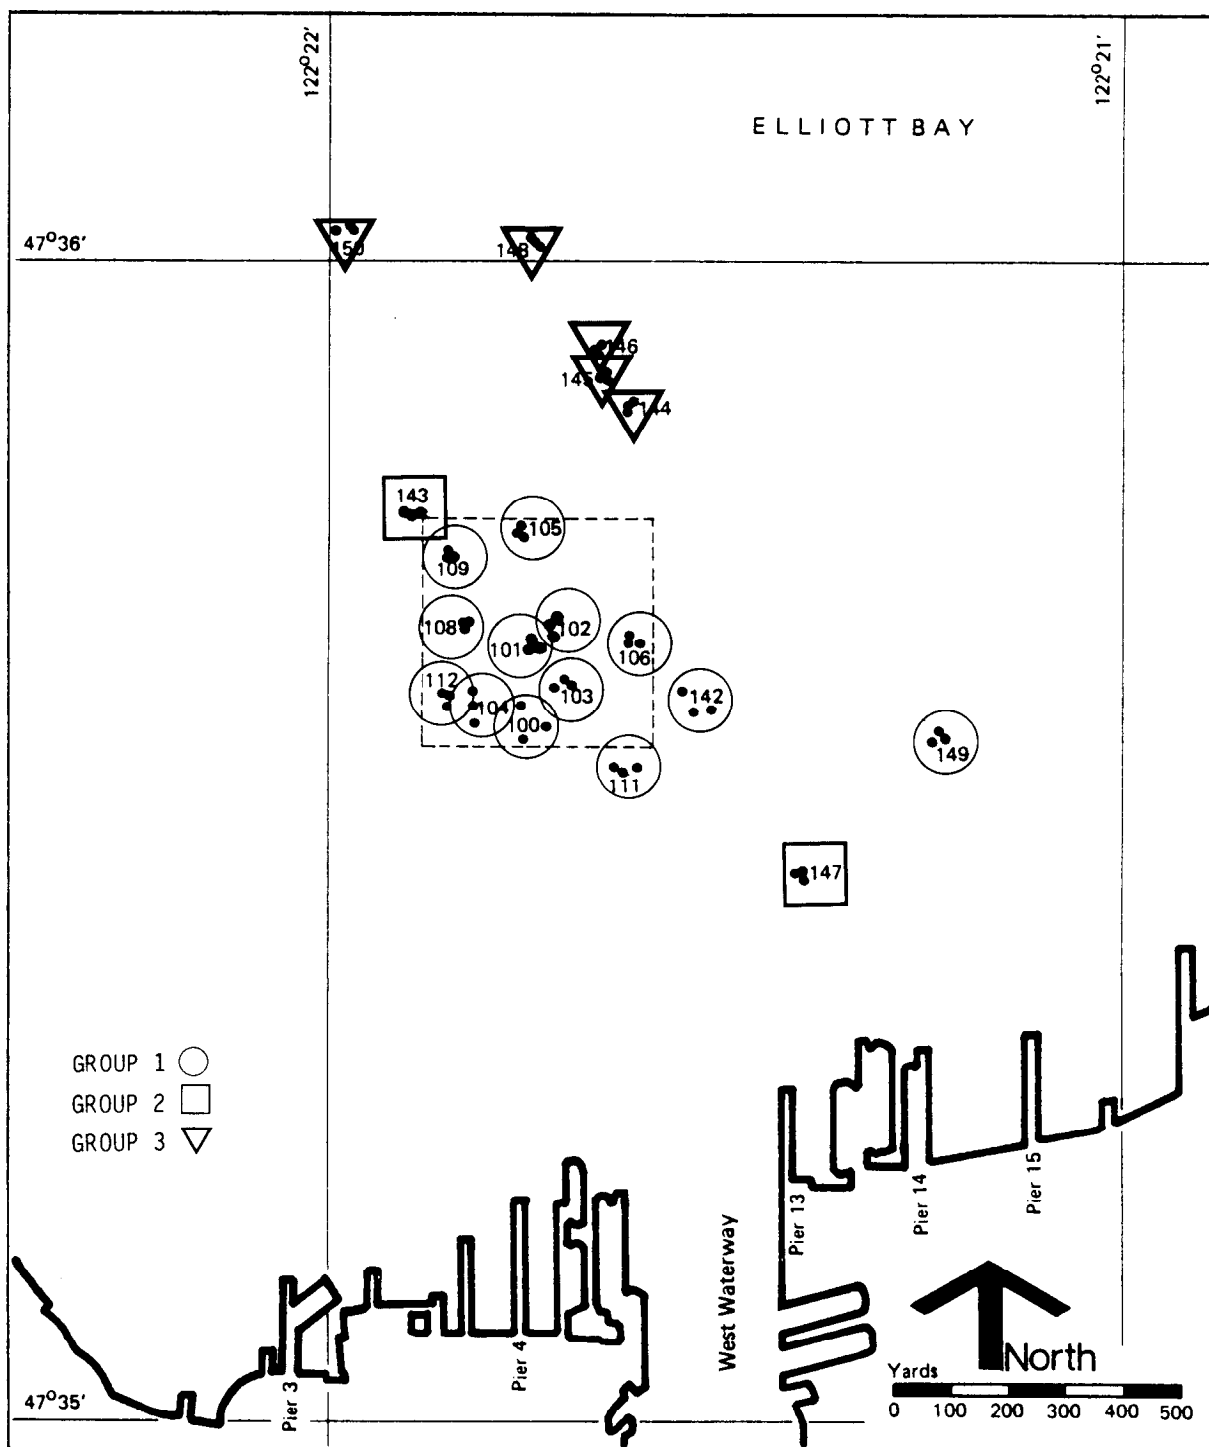 122°22'
122°21'
ELLIOTT BAY
47°36'
150
148
146
145
144
143
105
109
108
102
101
106
112
104
103
142
100
149
111
147
GROUP 1
GROUP 2
GROUP 3
Pier 13
Pier 14
Pier 15
West Waterway
Pier 4
Pier 3
North
Yards
0 100 200 300 400 500
47°35'